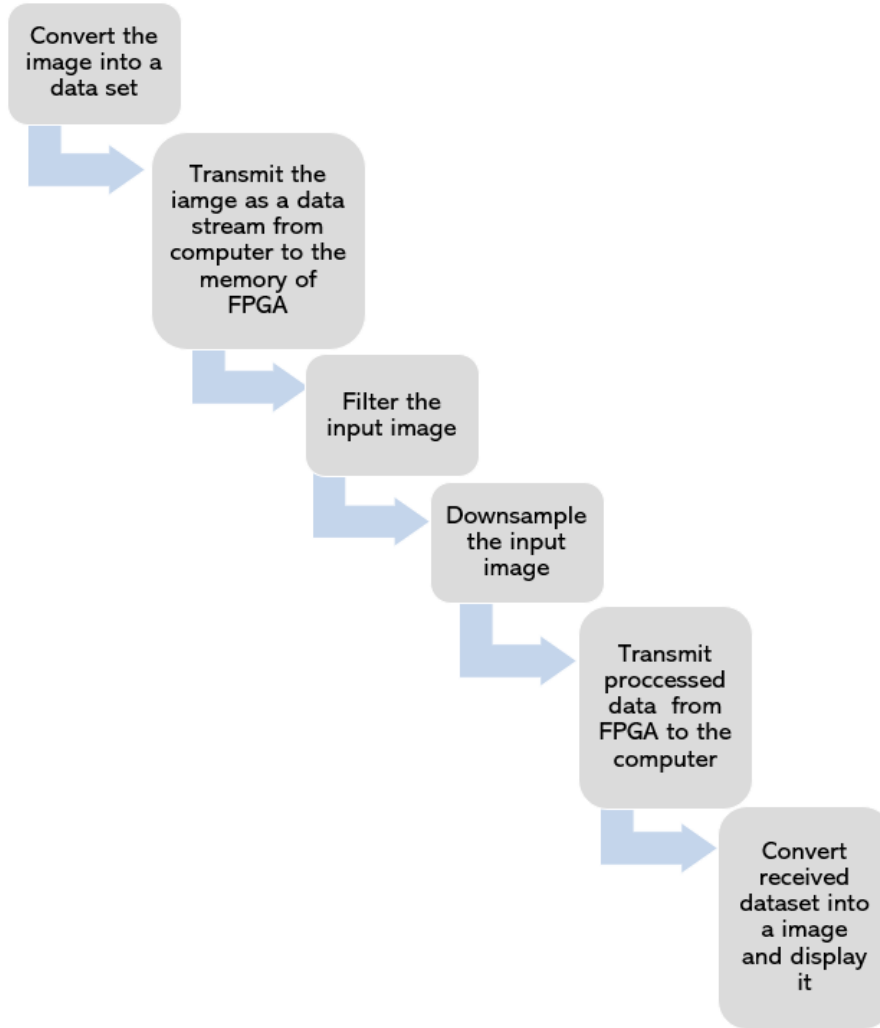 Convert the
image into a
data set
Transmit the
iamge as a data
stream from
computer to the
memory of
FPGA
Filter the
input image
Downsample
the input
image
Transmit
proccessed
data from
FPGA to the
computer
Convert
received
dataset into
a image
and display
it